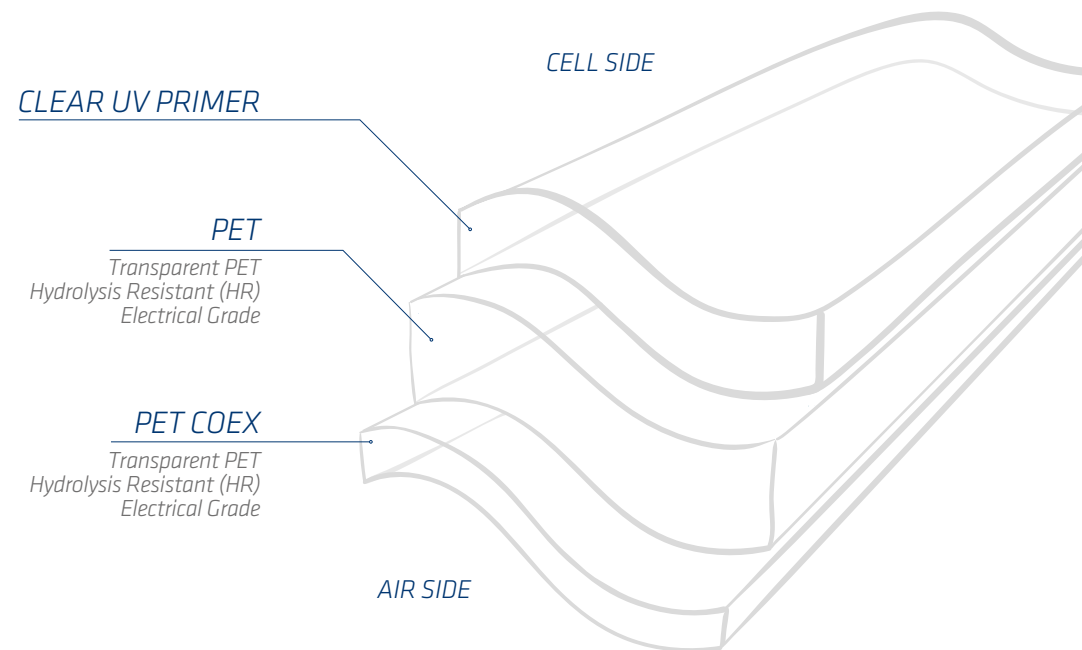 CELL SIDE
CLEAR UV PRIMER
PET
Transparent PET
Hydrolysis Resistant (HR)
Electrical Grade
PET COEX
Transparent PET
Hydrolysis Resistant (HR)
Electrical Grade
AIR SIDE